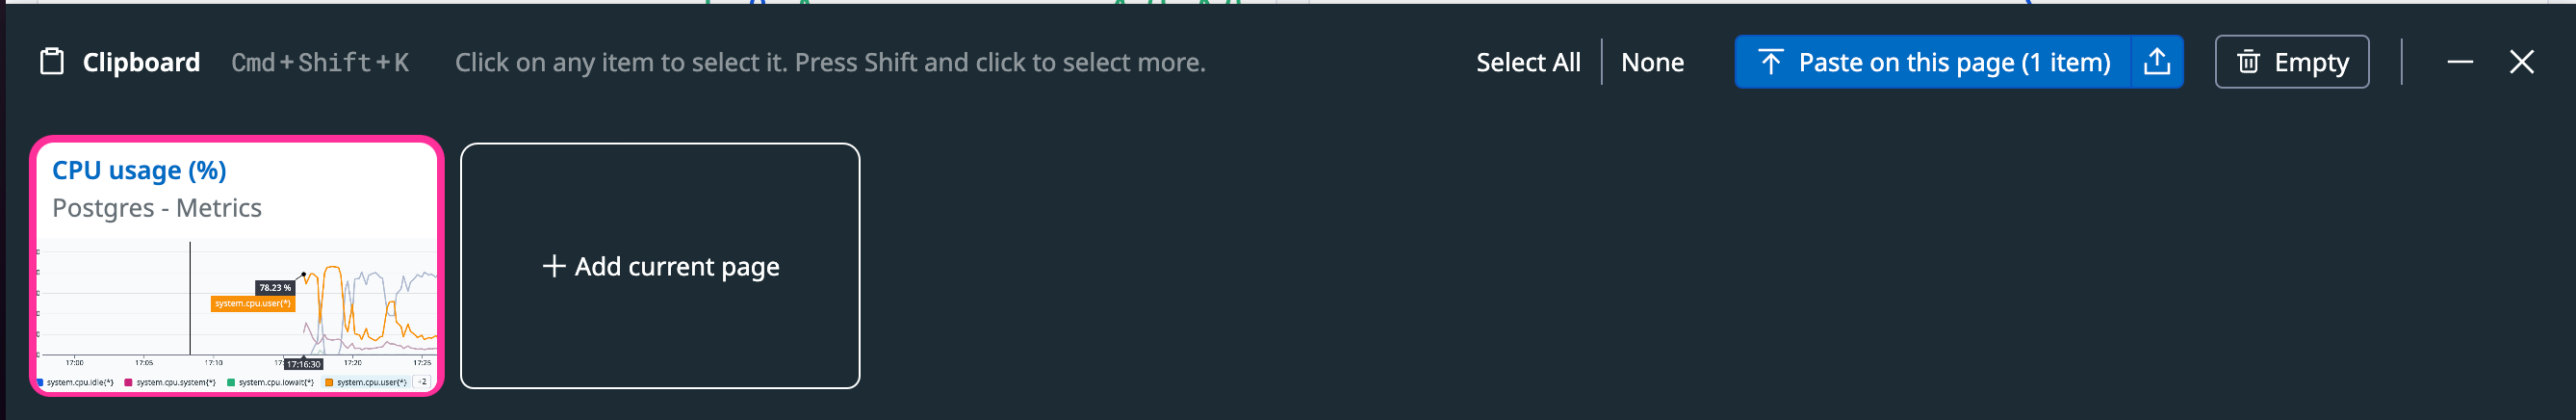 Clipboard Cmd+Shift+K Click on any item to select it. Press Shift and click to select more. Select All None Paste on this page (1 item) Empty
CPU usage (%)
Postgres - Metrics
+ Add current page
78.23 %
system.cpu.user{*}
17:00 17:05 17:10 17:16:30 17:20 17:25
system.cpu.idle{*} system.cpu.system{*} system.cpu.iowait{*} system.cpu.user{*} +2